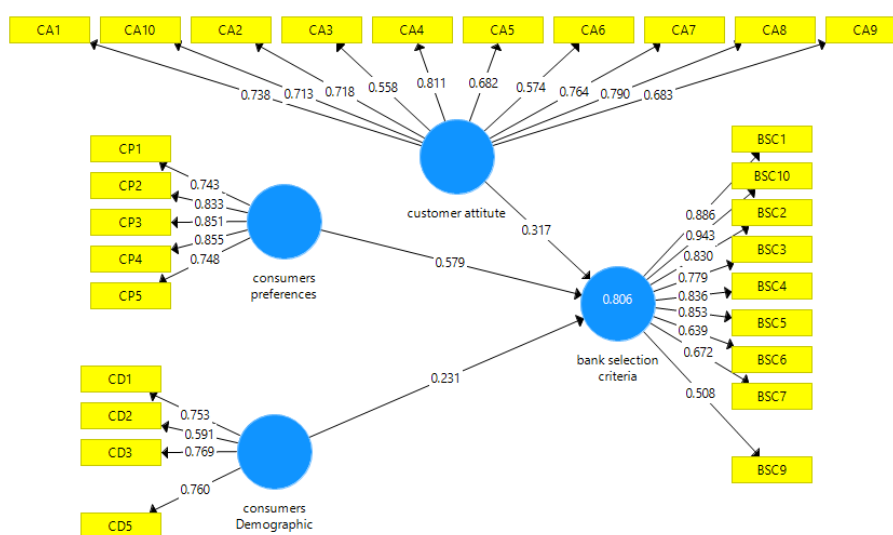 CA1 CA10 CA2 CA3 CA4 CA5 CA6 CA7 CA8 CA9
0.738 0.713 0.718 0.558 0.811 0.682 0.574 0.764 0.790 0.683
customer attitute
CP1
CP2
CP3
CP4
CP5
0.743
0.833
0.851
0.855
0.748
consumers
preferences
0.317
0.579
0.231
0.806
bank selection
criteria
BSC1
BSC10
BSC2
BSC3
BSC4
BSC5
BSC6
BSC7
BSC9
0.886
0.943
0.830
0.779
0.836
0.853
0.639
0.672
0.508
CD1
CD2
CD3
CD5
0.753
0.591
0.769
0.760
consumers
Demographic